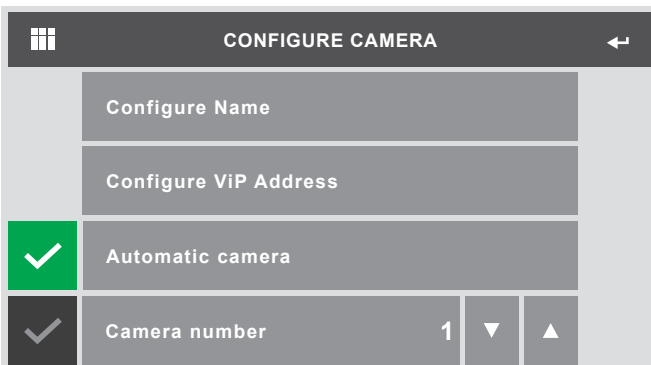 CONFIGURE CAMERA
Configure Name
Configure ViP Address
Automatic camera
Camera number 1